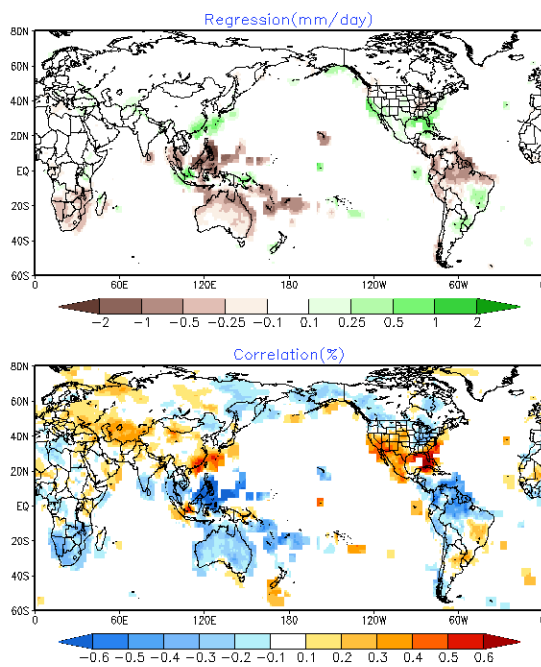 Regression(mm/day)
80N
60N
40N
20N
EQ
20S
40S
60S
0 60E 120E 180 120W 60W 0
-2 -1 -0.5 -0.25 -0.1 0.1 0.25 0.5 1 2
Correlation(%)
80N
60N
40N
20N
EQ
20S
40S
60S
0 60E 120E 180 120W 60W 0
-0.6 -0.5 -0.4 -0.3 -0.2 -0.1 0.1 0.2 0.3 0.4 0.5 0.6